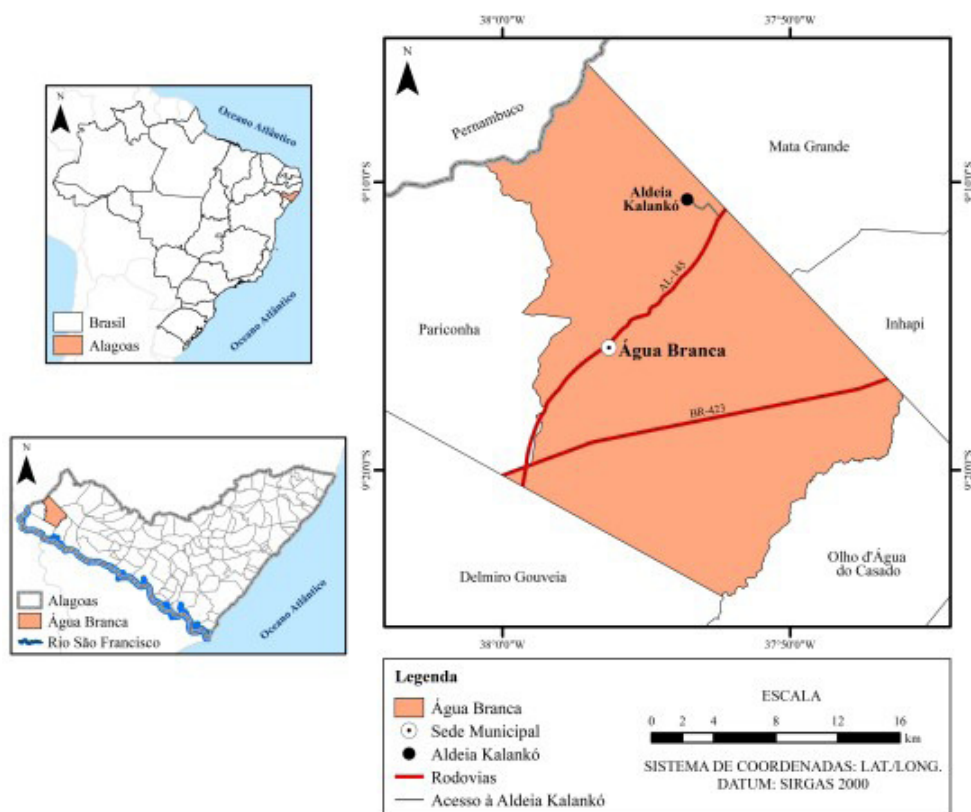 N
Oceano Atlântico
Oceano Atlântico
Brasil
Alagoas
N
Oceano Atlântico
Alagoas
Água Branca
Rio São Francisco
38°0'0"W
37°50'0"W
N
Pernambuco
Mata Grande
9°10'0"S
9°10'0"S
Aldeia
Kalankó
AL-145
Pariconha
Inhapi
Água Branca
BR-423
9°20'0"S
9°20'0"S
Delmiro Gouveia
Olho d'Água
do Casado
38°0'0"W
37°50'0"W
Legenda
Água Branca
Sede Municipal
Aldeia Kalankó
Rodovias
Acesso à Aldeia Kalankó
ESCALA
0 2 4 8 12 16
km
SISTEMA DE COORDENADAS: LAT./LONG.
DATUM: SIRGAS 2000